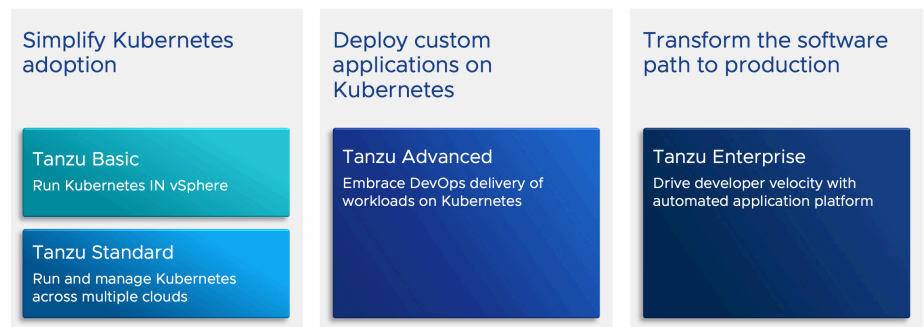 Simplify Kubernetes
adoption
Tanzu Basic
Run Kubernetes IN vSphere
Tanzu Standard
Run and manage Kubernetes
across multiple clouds
Deploy custom
applications on
Kubernetes
Tanzu Advanced
Embrace DevOps delivery of
workloads on Kubernetes
Transform the software
path to production
Tanzu Enterprise
Drive developer velocity with
automated application platform